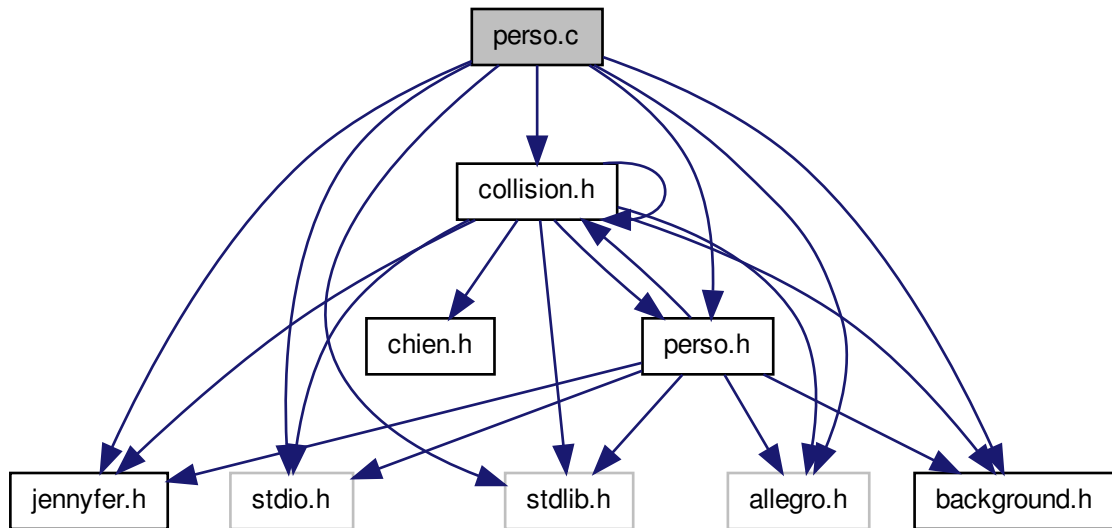 perso.c
collision.h
chien.h
perso.h
jennyfer.h
stdio.h
stdlib.h
allegro.h
background.h